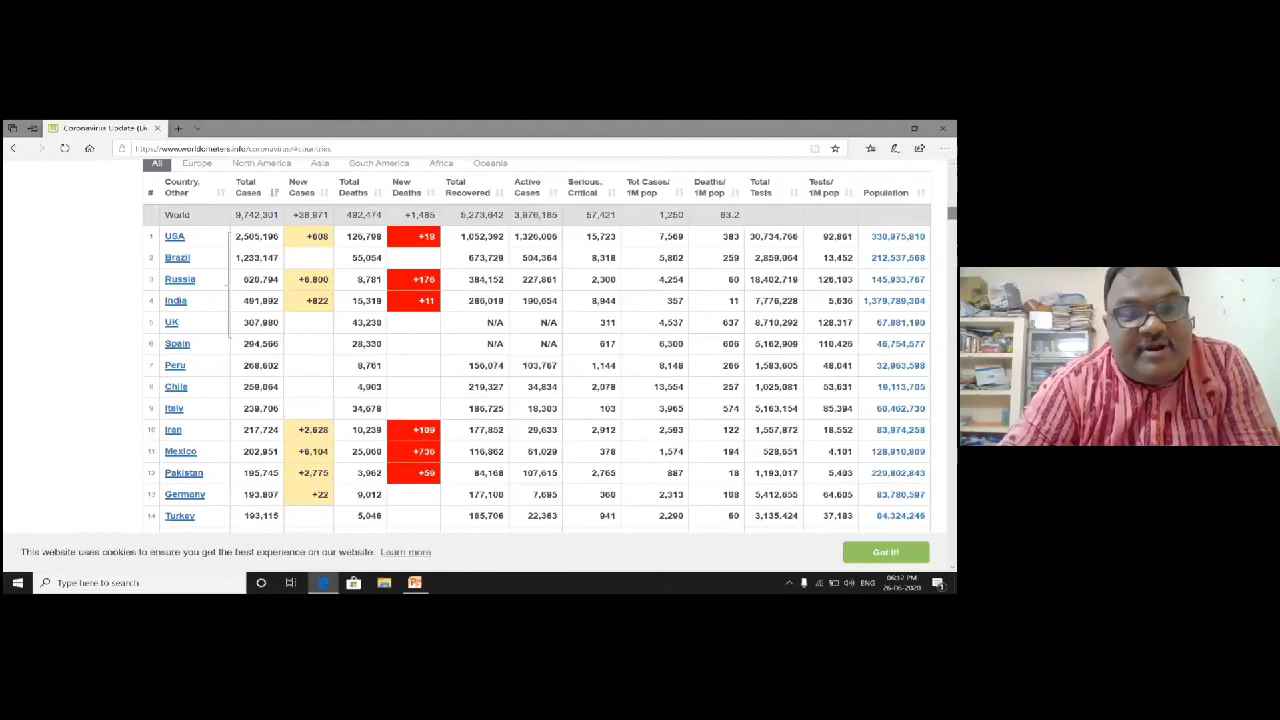 Coronavirus Update (Liv
https://www.worldometers.info/coronavirus/#countries
All Europe North America Asia South America Africa Oceania
# Country, Other Total Cases New Cases Total Deaths New Deaths Total Recovered Active Cases Serious, Critical Tot Cases/ 1M pop Deaths/ 1M pop Total Tests Tests/ 1M pop Population
World 9,742,301 +38,971 492,474 +1,485 5,273,642 3,976,185 57,421 1,250 63.2
1 USA 2,505,196 +608 126,798 +18 1,052,392 1,326,006 15,723 7,569 383 30,734,766 92,861 330,975,810
2 Brazil 1,233,147 55,054 673,729 504,364 8,318 5,802 259 2,859,064 13,452 212,537,568
3 Russia 620,794 +6,800 8,781 +176 384,152 227,861 2,300 4,254 60 18,402,719 126,103 145,933,767
4 India 491,992 +822 15,319 +11 286,019 190,654 8,944 357 11 7,776,228 5,636 1,379,789,304
5 UK 307,980 43,230 N/A N/A 311 4,537 637 8,710,292 128,317 67,881,190
6 Spain 294,566 28,330 N/A N/A 617 6,300 606 5,162,909 110,426 46,754,577
7 Peru 268,602 8,761 156,074 103,767 1,144 8,148 266 1,583,605 48,041 32,963,598
8 Chile 259,064 4,903 219,327 34,834 2,078 13,554 257 1,025,081 53,631 19,113,705
9 Italy 239,706 34,678 186,725 18,303 103 3,965 574 5,163,154 85,394 60,462,730
10 Iran 217,724 +2,628 10,239 +109 177,852 29,633 2,912 2,593 122 1,557,872 18,552 83,974,258
11 Mexico 202,951 +6,104 25,060 +736 116,862 61,029 378 1,574 194 528,651 4,101 128,910,809
12 Pakistan 195,745 +2,775 3,962 +59 84,168 107,615 2,765 887 18 1,193,017 5,403 220,802,843
13 Germany 193,807 +22 9,012 177,100 7,695 360 2,313 108 5,412,655 64,605 83,780,597
14 Turkey 193,115 5,046 165,706 22,363 941 2,290 60 3,135,424 37,183 84,324,246
This website uses cookies to ensure you get the best experience on our website. Learn more Got it!
Type here to search ENG 06:12 PM
26-06-2020